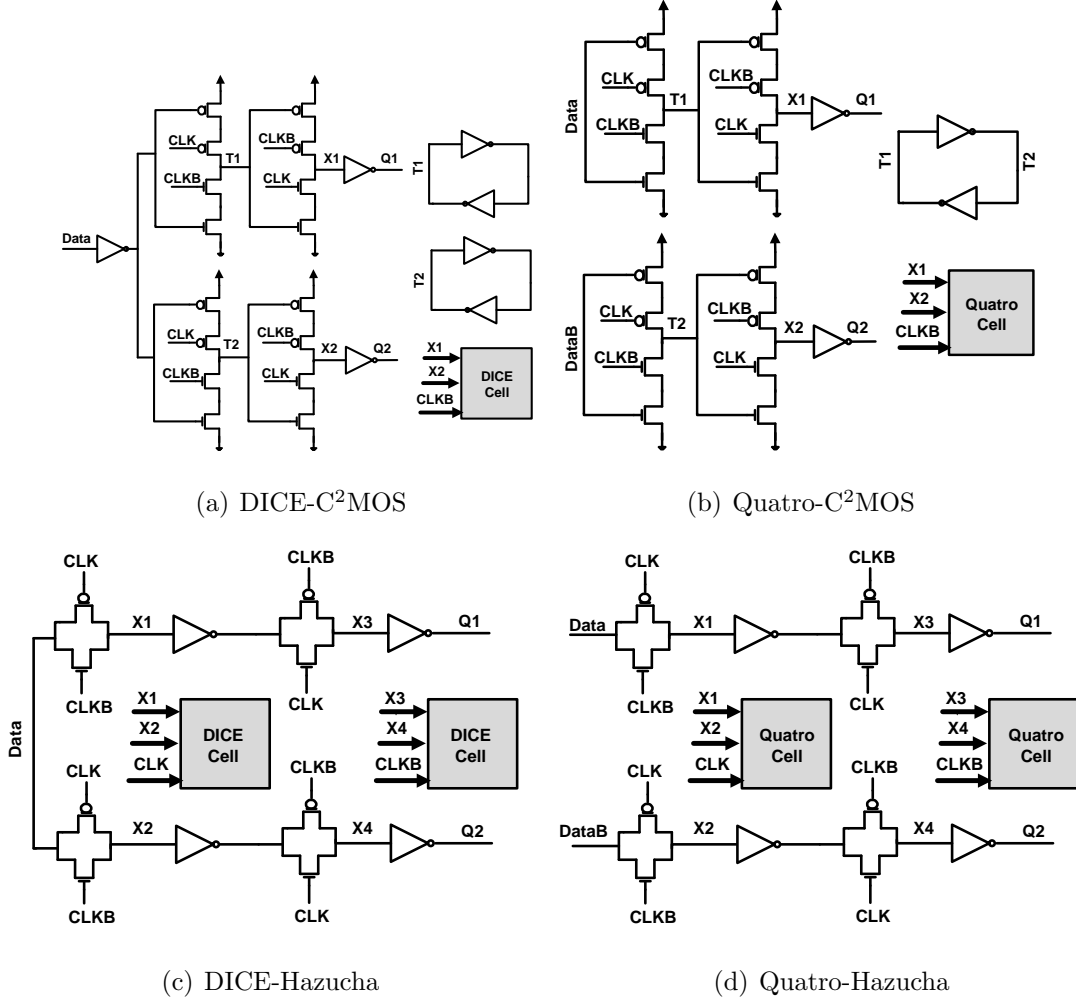 CLK
CLKB
T1
CLKB
CLK
X1
Q1
T1
Data
CLK
CLKB
T2
CLKB
CLK
X2
Q2
T2
X1
X2
CLKB
DICE
Cell
(a) DICE-C²MOS
Data
CLK
CLKB
T1
CLKB
CLK
X1
Q1
T1
T2
DataB
CLK
CLKB
T2
CLKB
CLK
X2
Q2
X1
X2
CLKB
Quatro
Cell
(b) Quatro-C²MOS
CLK
CLKB
X1
X3
Q1
CLKB
CLK
Data
X1
X2
CLK
DICE
Cell
X3
X4
CLKB
DICE
Cell
CLK
CLKB
X2
X4
Q2
CLKB
CLK
(c) DICE-Hazucha
CLK
CLKB
Data
X1
X3
Q1
CLKB
CLK
X1
X2
CLK
Quatro
Cell
X3
X4
CLKB
Quatro
Cell
CLK
CLKB
DataB
X2
X4
Q2
CLKB
CLK
(d) Quatro-Hazucha